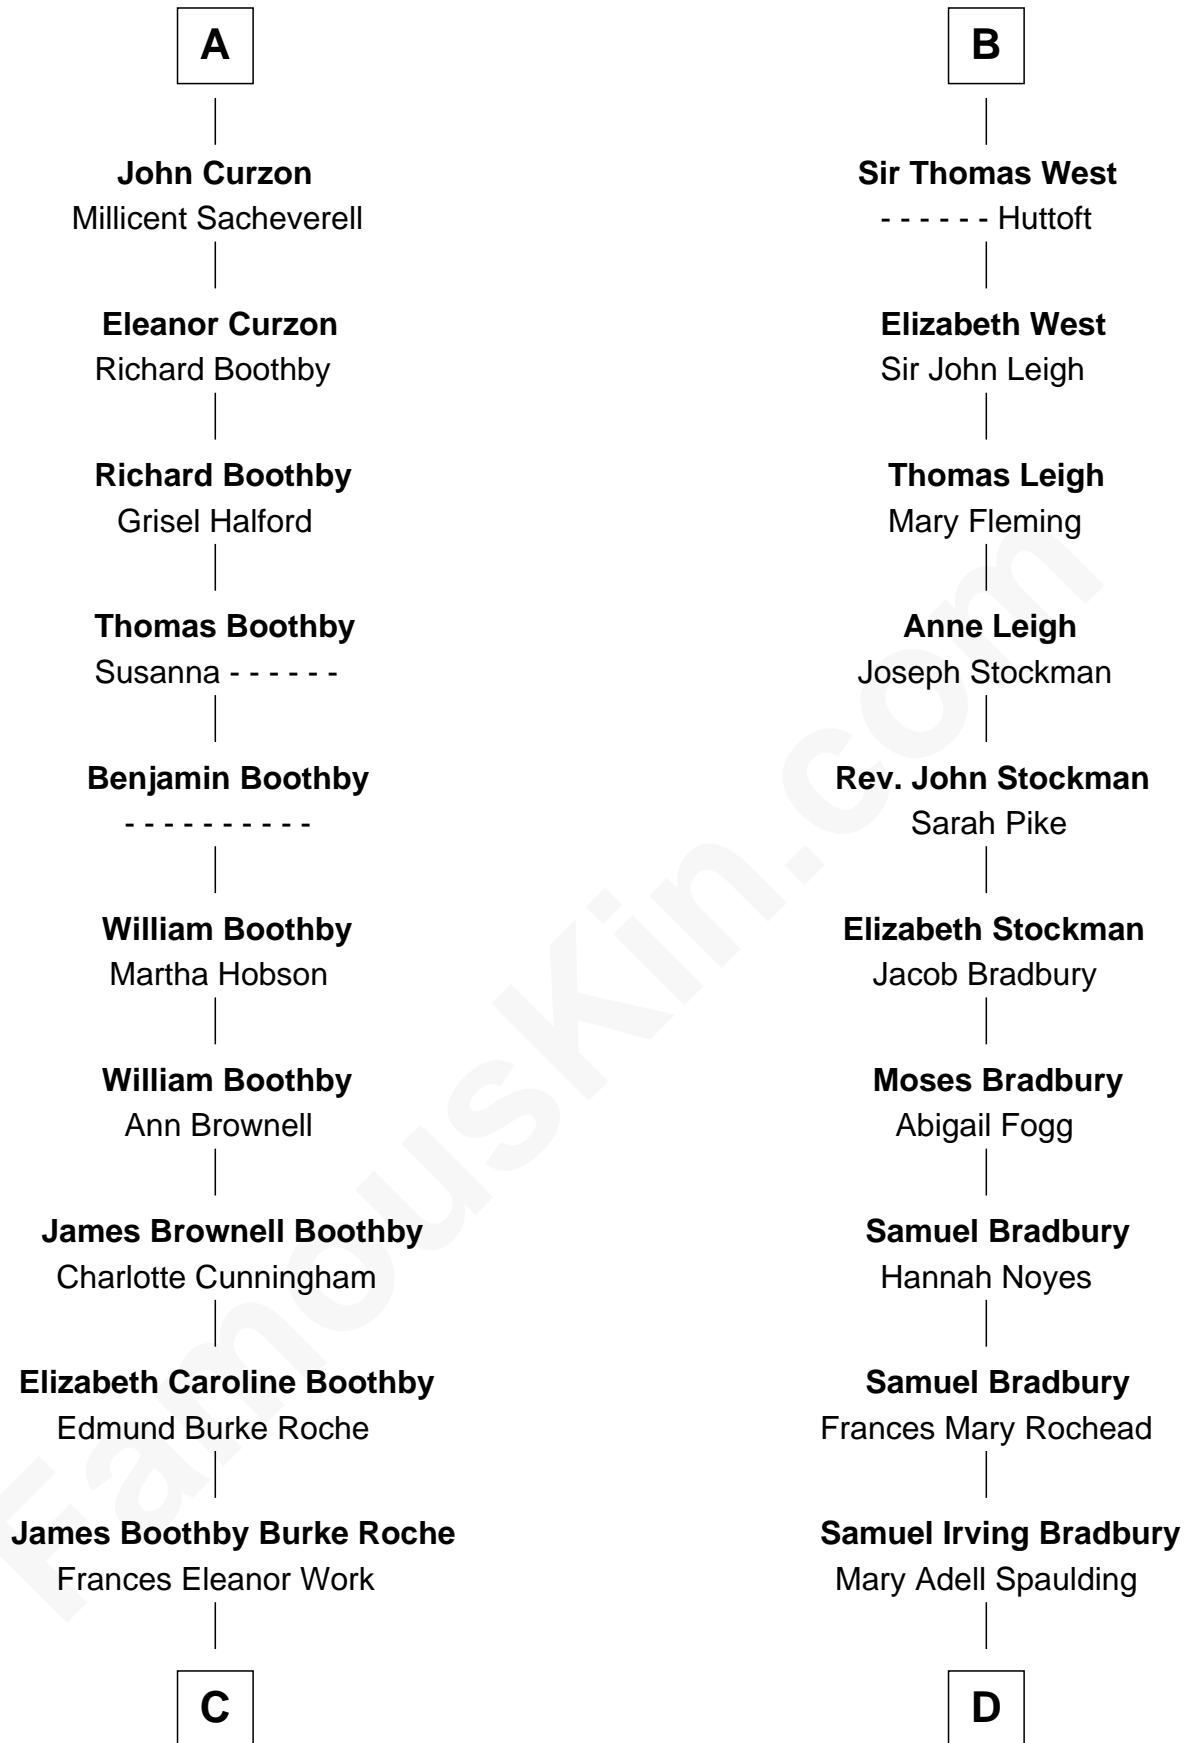 A
John Curzon
Millicent Sacheverell
Eleanor Curzon
Richard Boothby
Richard Boothby
Grisel Halford
Thomas Boothby
Susanna - - - - - -
Benjamin Boothby
- - - - - - - - - -
William Boothby
Martha Hobson
William Boothby
Ann Brownell
James Brownell Boothby
Charlotte Cunningham
Elizabeth Caroline Boothby
Edmund Burke Roche
James Boothby Burke Roche
Frances Eleanor Work
C
B
Sir Thomas West
- - - - - - Huttoft
Elizabeth West
Sir John Leigh
Thomas Leigh
Mary Fleming
Anne Leigh
Joseph Stockman
Rev. John Stockman
Sarah Pike
Elizabeth Stockman
Jacob Bradbury
Moses Bradbury
Abigail Fogg
Samuel Bradbury
Hannah Noyes
Samuel Bradbury
Frances Mary Rochead
Samuel Irving Bradbury
Mary Adell Spaulding
D
FamousKin.com